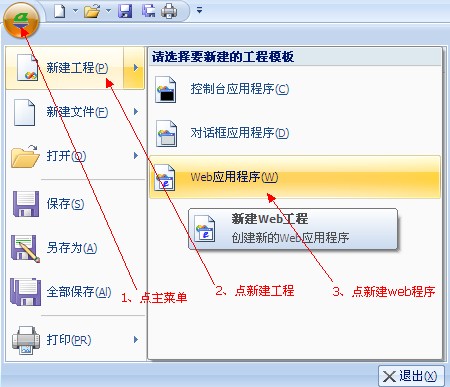 新建工程(P)
新建文件(F)
打开(O)
保存(S)
另存为(A)
全部保存(A)
打印(PR)
请选择要新建的工程模板
控制台应用程序(C)
对话框应用程序(D)
Web应用程序(W)
新建Web工程
创建新的Web应用程序
1、点主菜单
2、点新建工程
3、点新建web程序
退出(X)